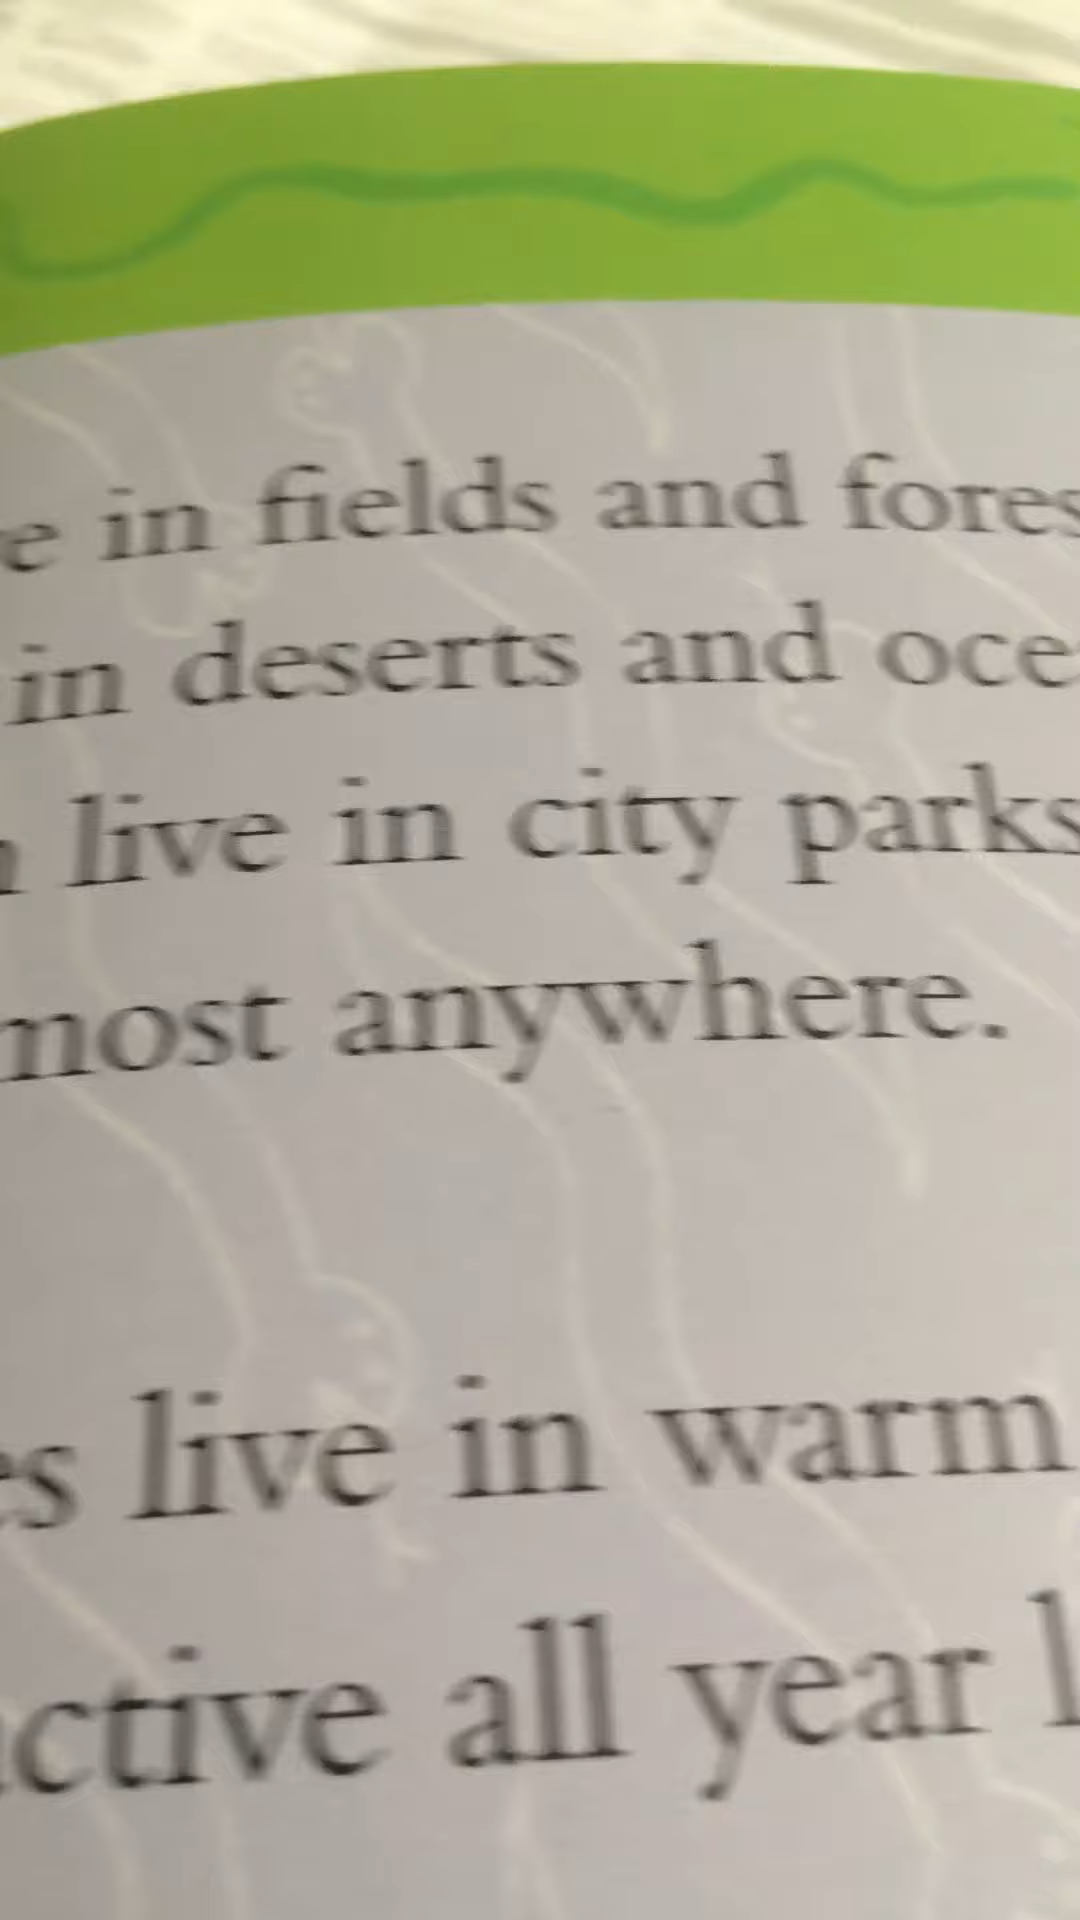 e in fields and fores
in deserts and oce
live in city parks
most anywhere.
es live in warm
ctive all year l